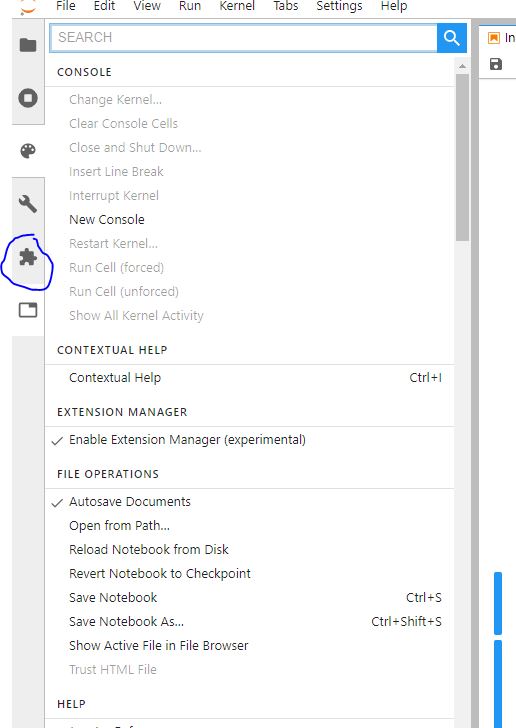 File Edit View Run Kernel Tabs Settings Help
SEARCH
In
CONSOLE
Change Kernel...
Clear Console Cells
Close and Shut Down...
Insert Line Break
Interrupt Kernel
New Console
Restart Kernel...
Run Cell (forced)
Run Cell (unforced)
Show All Kernel Activity
CONTEXTUAL HELP
Contextual Help Ctrl+I
EXTENSION MANAGER
Enable Extension Manager (experimental)
FILE OPERATIONS
Autosave Documents
Open from Path...
Reload Notebook from Disk
Revert Notebook to Checkpoint
Save Notebook Ctrl+S
Save Notebook As... Ctrl+Shift+S
Show Active File in File Browser
Trust HTML File
HELP